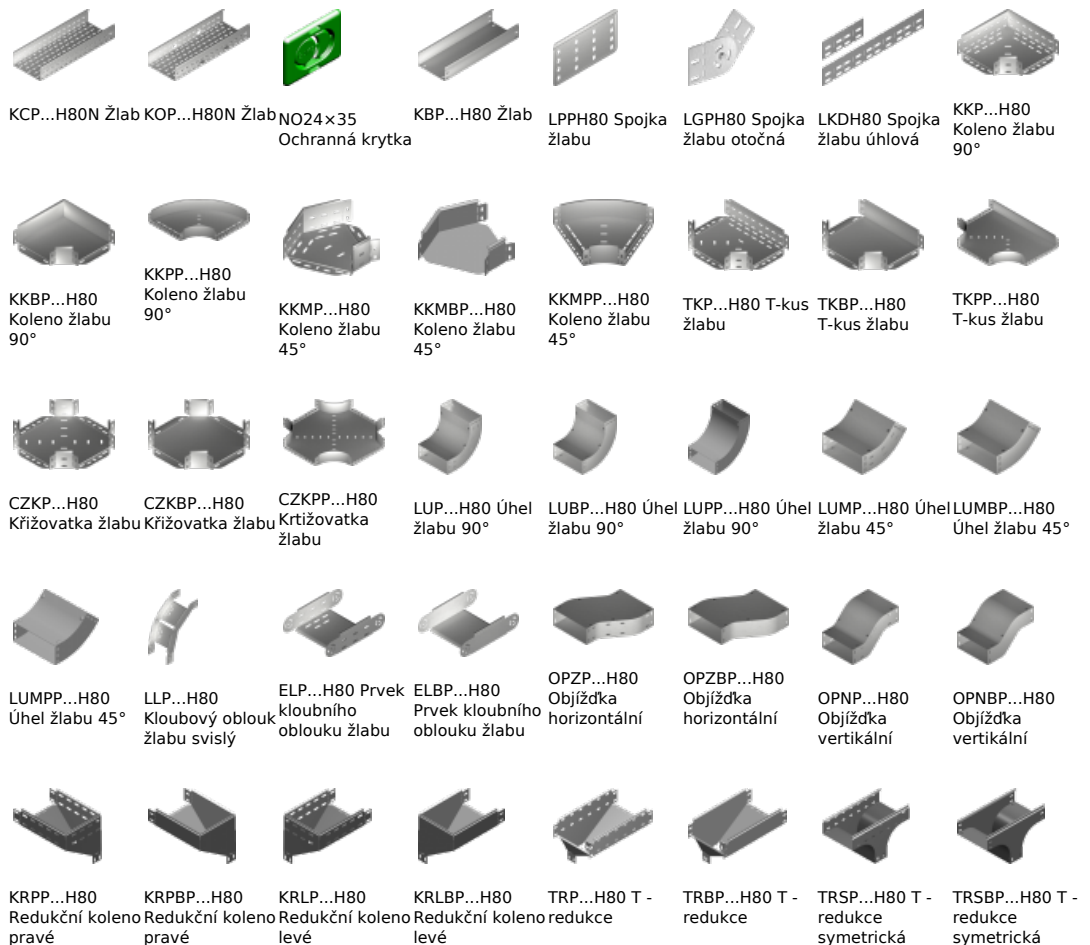 KCP...H80N Žlab
KOP...H80N Žlab
NO24×35
Ochranná krytka
KBP...H80 Žlab
LPPH80 Spojka
žlabu
LGPH80 Spojka
žlabu otočná
LKDH80 Spojka
žlabu úhlová
KKP...H80
Koleno žlabu
90°
KKBP...H80
Koleno žlabu
90°
KKPP...H80
Koleno žlabu
90°
KKMP...H80
Koleno žlabu
45°
KKMBP...H80
Koleno žlabu
45°
KKMPP...H80
Koleno žlabu
45°
TKP...H80 T-kus
žlabu
TKBP...H80
T-kus žlabu
TKPP...H80
T-kus žlabu
CZKP...H80
Křižovatka žlabu
CZKBP...H80
Křižovatka žlabu
CZKPP...H80
Krtižovatka
žlabu
LUP...H80 Úhel
žlabu 90°
LUBP...H80 Úhel
žlabu 90°
LUPP...H80 Úhel
žlabu 90°
LUMP...H80 Úhel
žlabu 45°
LUMBP...H80
Úhel žlabu 45°
LUMPP...H80
Úhel žlabu 45°
LLP...H80
Kloubový oblouk
žlabu svislý
ELP...H80 Prvek
kloubního
oblouku žlabu
ELBP...H80
Prvek kloubního
oblouku žlabu
OPZP...H80
Objížďka
horizontální
OPZBP...H80
Objížďka
horizontální
OPNP...H80
Objížďka
vertikální
OPNBP...H80
Objížďka
vertikální
KRPP...H80
Redukční koleno
pravé
KRPBP...H80
Redukční koleno
pravé
KRLP...H80
Redukční koleno
levé
KRLBP...H80
Redukční koleno
levé
TRP...H80 T -
redukce
TRBP...H80 T -
redukce
TRSP...H80 T -
redukce
symetrická
TRSBP...H80 T -
redukce
symetrická